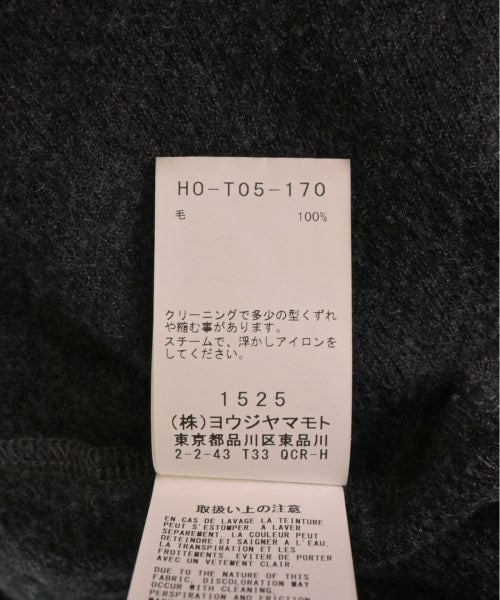 HO-T05-170
毛 100%
クリーニングで多少の型くずれ
や縮む事があります。
スチームで、浮かしアイロンを
してください。
1525
(株)ヨウジヤマモト
東京都品川区東品川
2-2-43 T33 QCR-H
取扱い上の注意
EN CAS DE LAVAGE LA TEINTURE
PEUT S'ESTOMPER. A LAVER
SEPAREMENT. LA COULEUR PEUT
DETEINDRE ET SAIGNER A L'EAU,
LA TRANSPIRATION ET LES
FROTTEMENTS. EVITER DE PORTER
AVEC UN VETEMENT CLAIR.
DUE TO THE NATURE OF THIS
FABRIC, DISCOLORATION MAY
OCCUR WITH CLEANING,
PERSPIRATION AND FRICTION